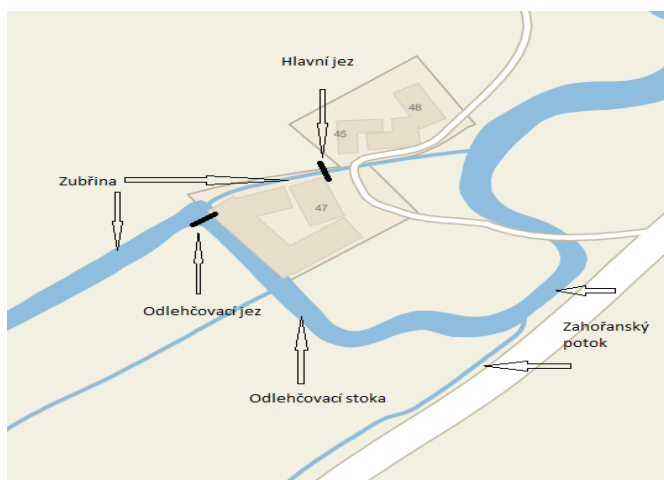 Hlavní jez
48
45
Zubřina
47
Odlehčovací jez
Zahořanský
potok
Odlehčovací stoka